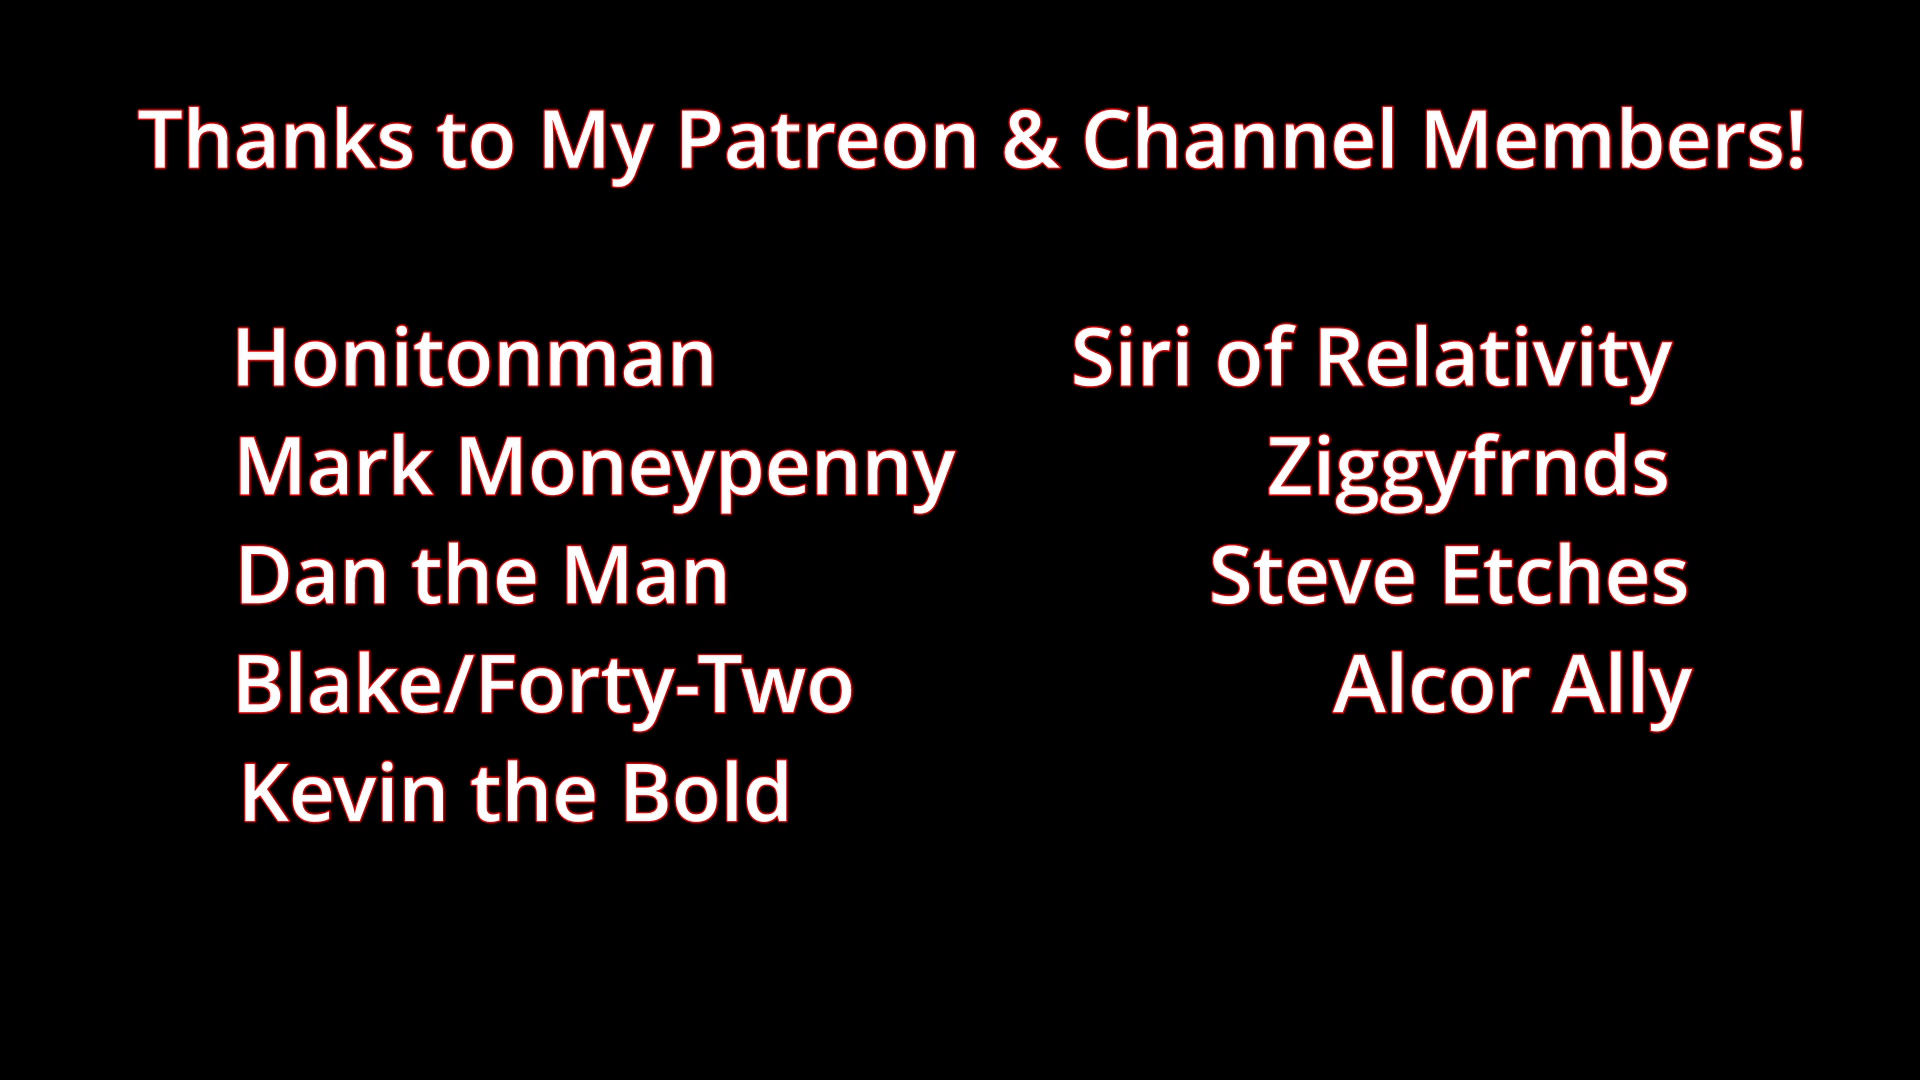 Thanks to My Patreon & Channel Members!
Honitonman
Mark Moneypenny
Dan the Man
Blake/Forty-Two
Kevin the Bold
Siri of Relativity
Ziggyfrnds
Steve Etches
Alcor Ally